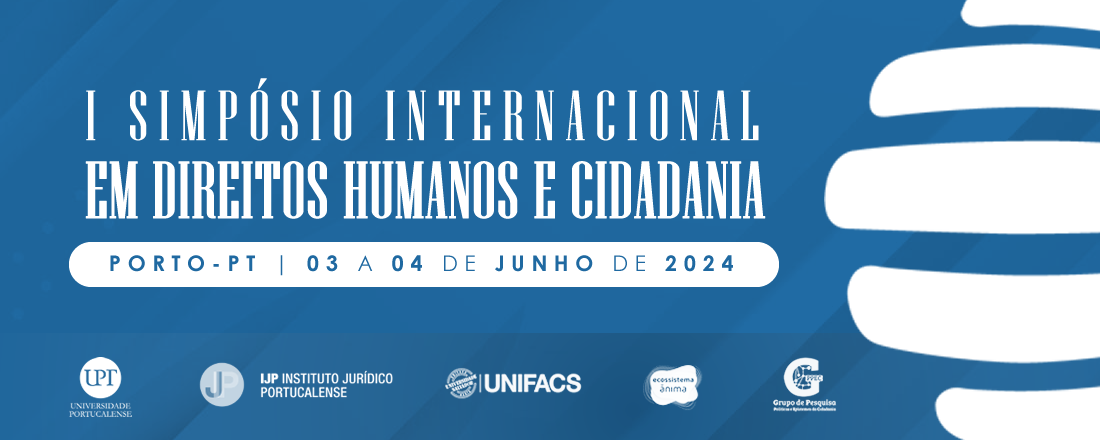 I SIMPÓSIO INTERNACIONAL
EM DIREITOS HUMANOS E CIDADANIA
PORTO-PT | 03 A 04 DE JUNHO DE 2024
UPT
UNIVERSIDADE
PORTUCALENSE
IJP INSTITUTO JURÍDICO
PORTUCALENSE
UNIFACS
ecossistema
ânima
Grupo de Pesquisa